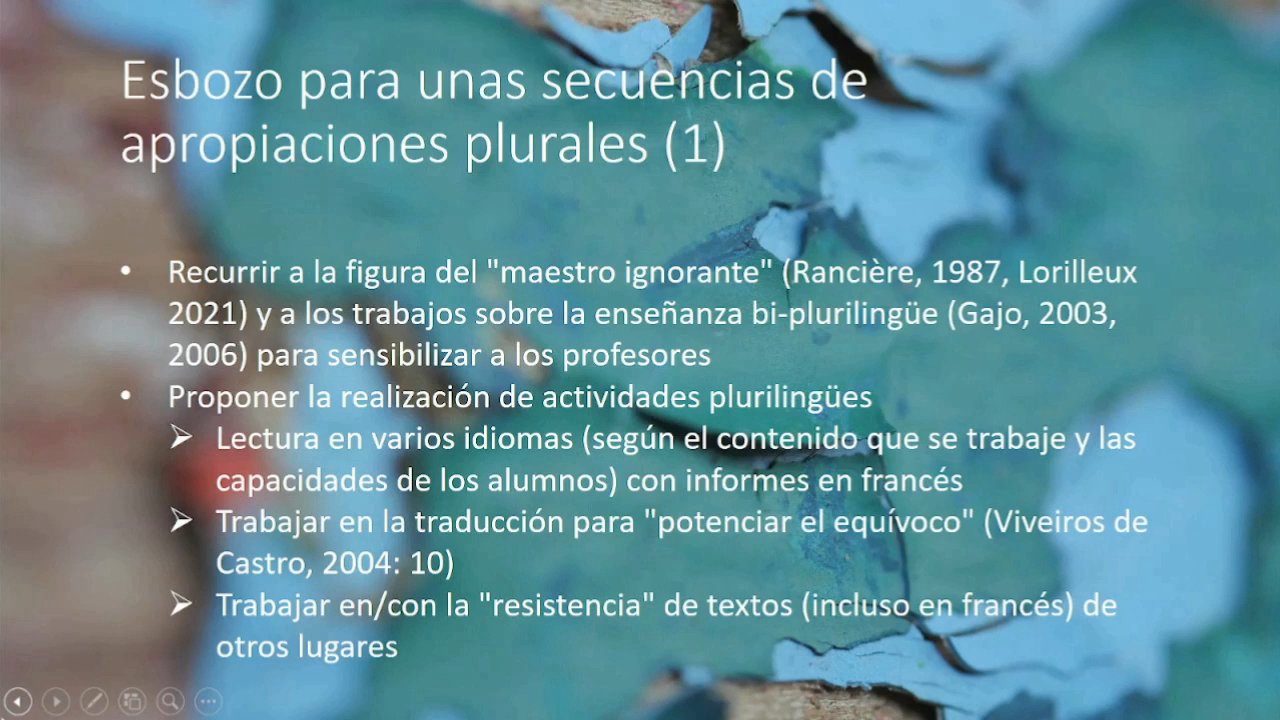 Esbozo para unas secuencias de
apropiaciones plurales (1)
• Recurrir a la figura del "maestro ignorante" (Rancière, 1987, Lorilleux
2021) y a los trabajos sobre la enseñanza bi-plurilingüe (Gajo, 2003,
2006) para sensibilizar a los profesores
• Proponer la realización de actividades plurilingües
➢ Lectura en varios idiomas (según el contenido que se trabaje y las
capacidades de los alumnos) con informes en francés
➢ Trabajar en la traducción para "potenciar el equívoco" (Viveiros de
Castro, 2004: 10)
➢ Trabajar en/con la "resistencia" de textos (incluso en francés) de
otros lugares